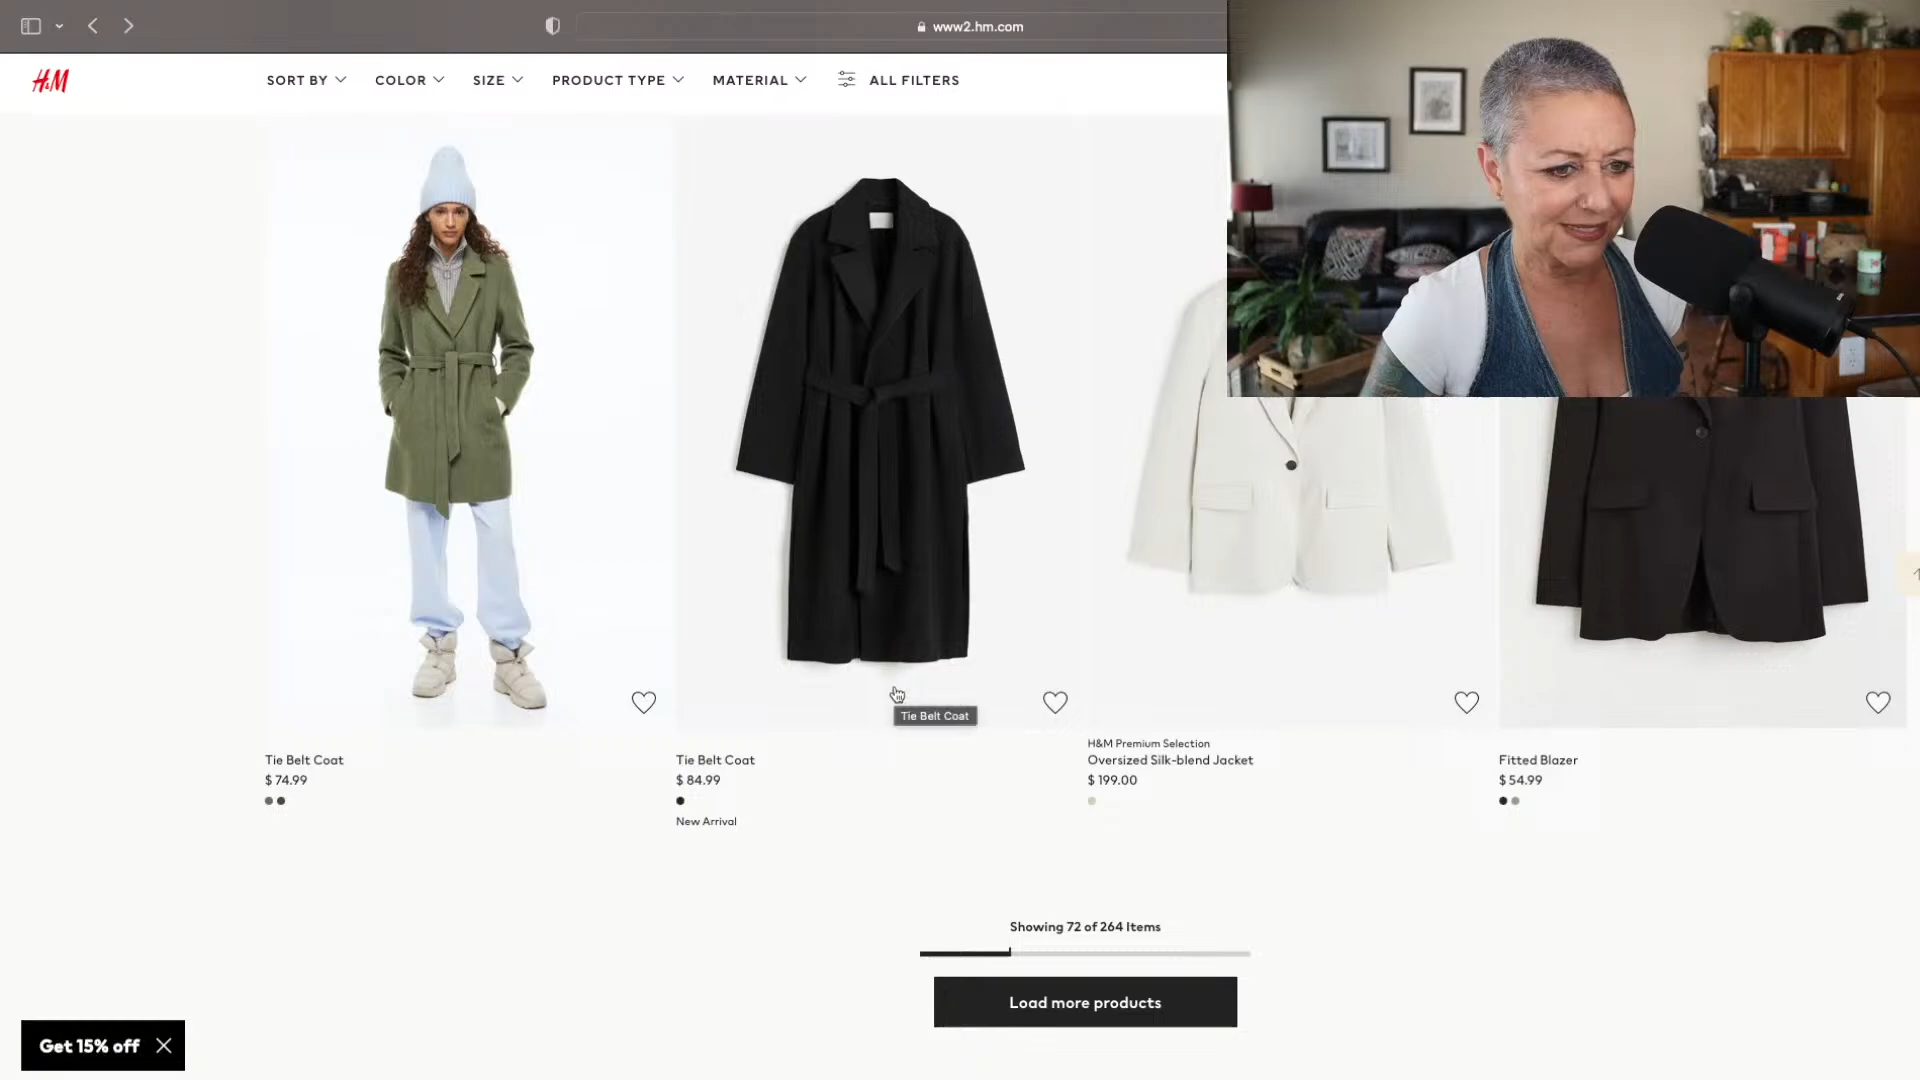 www2.hm.com
H&M
SORT BY
COLOR
SIZE
PRODUCT TYPE
MATERIAL
ALL FILTERS
Tie Belt Coat
Tie Belt Coat
$ 74.99
Tie Belt Coat
$ 84.99
New Arrival
H&M Premium Selection
Oversized Silk-blend Jacket
$ 199.00
Fitted Blazer
$ 54.99
Showing 72 of 264 Items
Load more products
Get 15% off